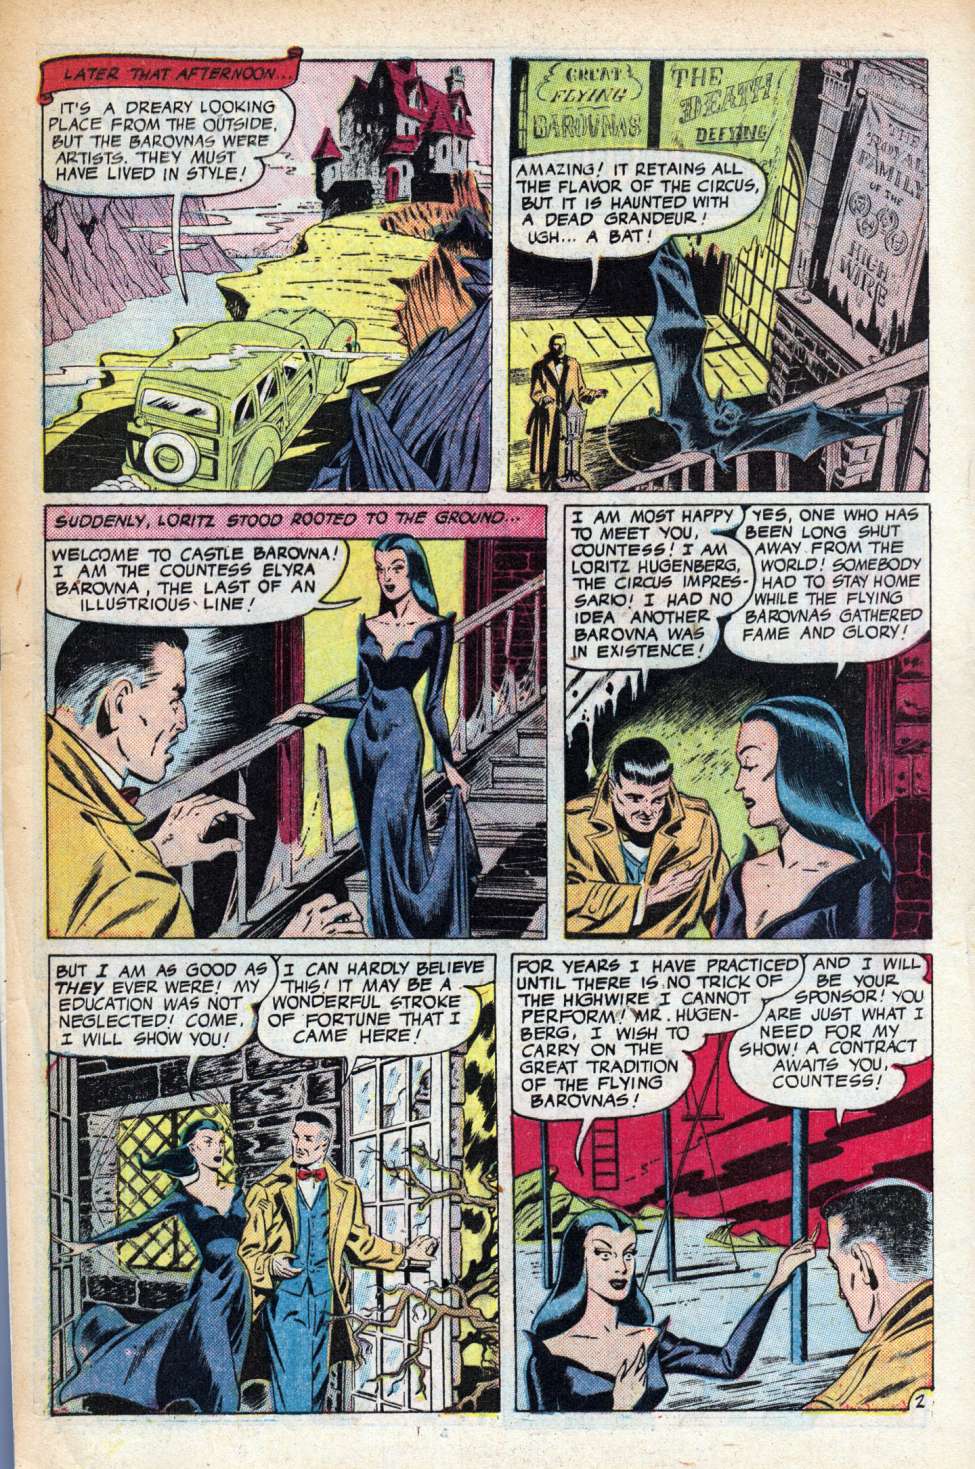 LATER THAT AFTERNOON...
IT'S A DREARY LOOKING
PLACE FROM THE OUTSIDE,
BUT THE BAROVNAS WERE
ARTISTS. THEY MUST
HAVE LIVED IN STYLE!
GREAT
FLYING
BAROVNAS
THE
DEATH
DEFYING
THE
ROYAL
FAMILY
OF THE
HIGH
WIRE
AMAZING! IT RETAINS ALL
THE FLAVOR OF THE CIRCUS,
BUT IT IS HAUNTED WITH
A DEAD GRANDEUR!
UGH... A BAT!
SUDDENLY, LORITZ STOOD ROOTED TO THE GROUND...
WELCOME TO CASTLE BAROVNA!
I AM THE COUNTESS ELYRA
BAROVNA, THE LAST OF AN
ILLUSTRIOUS LINE!
I AM MOST HAPPY
TO MEET YOU,
COUNTESS! I AM
LORITZ HUGENBERG,
THE CIRCUS IMPRES-
SARIO! I HAD NO
IDEA ANOTHER
BAROVNA WAS
IN EXISTENCE!
YES, ONE WHO HAS
BEEN LONG SHUT
AWAY FROM THE
WORLD! SOMEBODY
HAD TO STAY HOME
WHILE THE FLYING
BAROVNAS GATHERED
FAME AND GLORY!
BUT I AM AS GOOD AS
THEY EVER WERE! MY
EDUCATION WAS NOT
NEGLECTED! COME,
I WILL SHOW YOU!
I CAN HARDLY BELIEVE
THIS! IT MAY BE A
WONDERFUL STROKE
OF FORTUNE THAT I
CAME HERE!
FOR YEARS I HAVE PRACTICED
UNTIL THERE IS NO TRICK OF
THE HIGHWIRE I CANNOT
PERFORM! MR. HUGEN-
BERG, I WISH TO
CARRY ON THE
GREAT TRADITION
OF THE FLYING
BAROVNAS!
AND I WILL
BE YOUR
SPONSOR! YOU
ARE JUST WHAT I
NEED FOR MY
SHOW! A CONTRACT
AWAITS YOU,
COUNTESS!
2